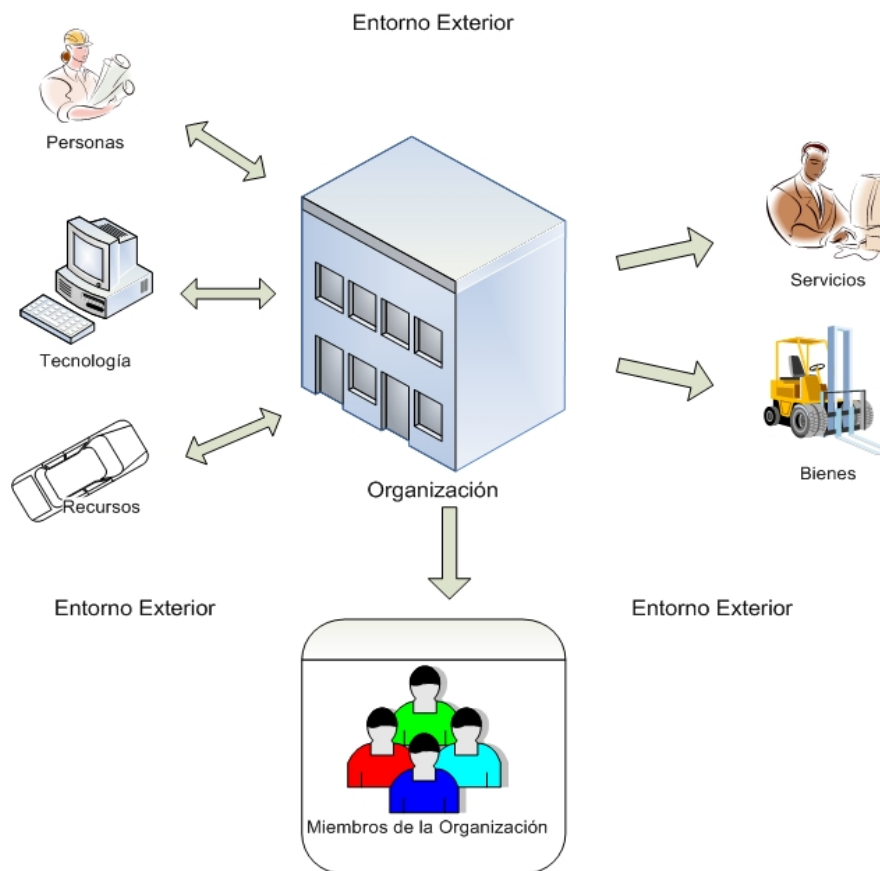 Entorno Exterior
Personas
Servicios
Tecnología
Bienes
Organización
Recursos
Entorno Exterior
Entorno Exterior
Miembros de la Organización